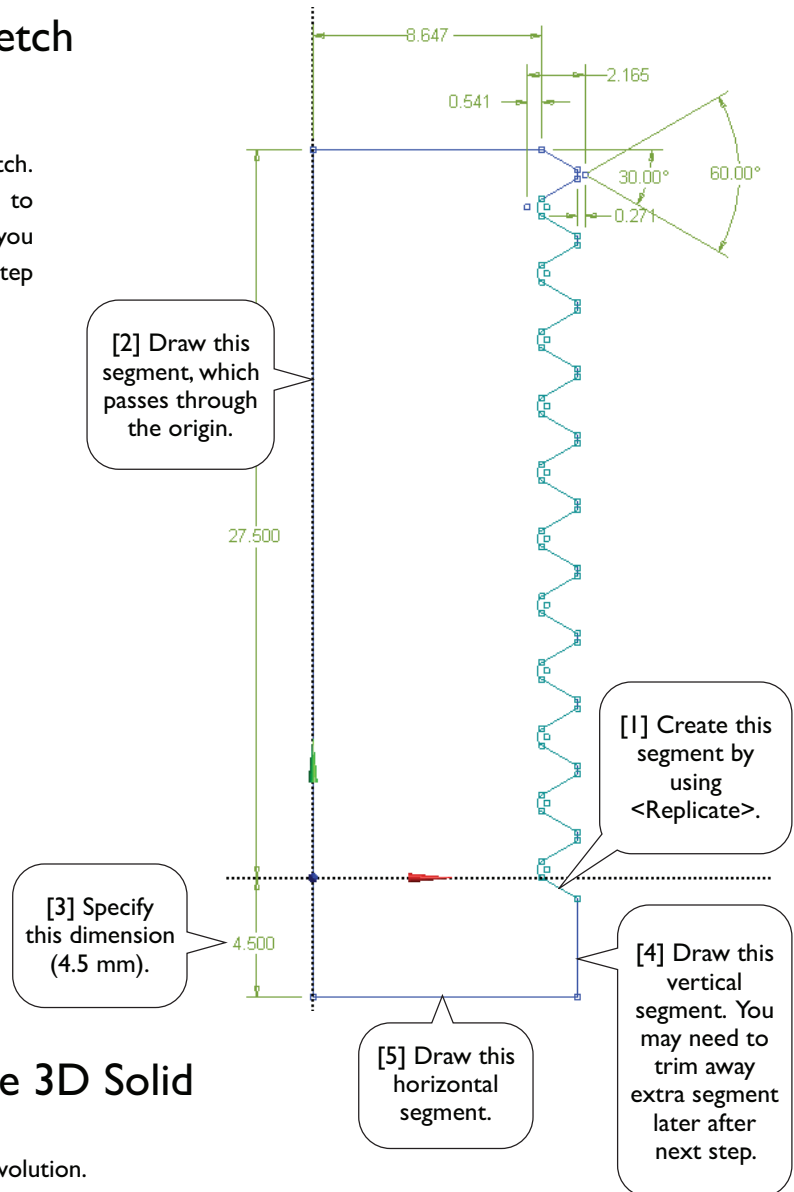 etch
8.647
2.165
0.541
tch.
to
you
tep
30.00°
60.00°
0.271
[2] Draw this
segment, which
passes through
the origin.
27.500
[1] Create this
segment by
using
<Replicate>.
[3] Specify
this dimension
(4.5 mm).
4.500
[4] Draw this
vertical
segment. You
may need to
trim away
extra segment
later after
next step.
[5] Draw this
horizontal
segment.
e 3D Solid
volution.